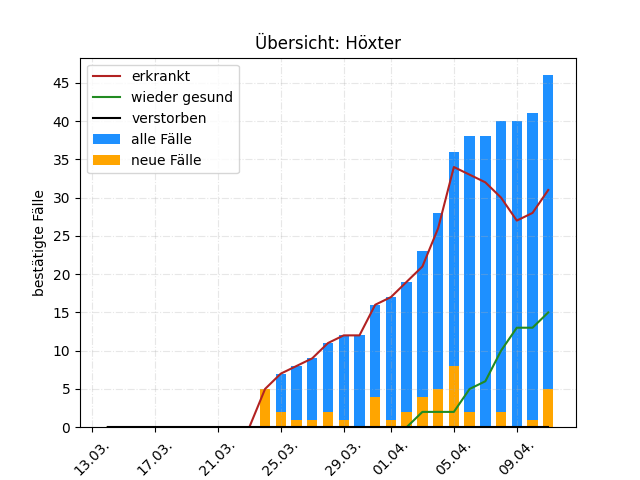 Übersicht: Höxter
erkrankt
wieder gesund
verstorben
alle Fälle
neue Fälle
bestätigte Fälle
45
40
35
30
25
20
15
10
5
0
13.03.
17.03.
21.03.
25.03.
29.03.
01.04.
05.04.
09.04.